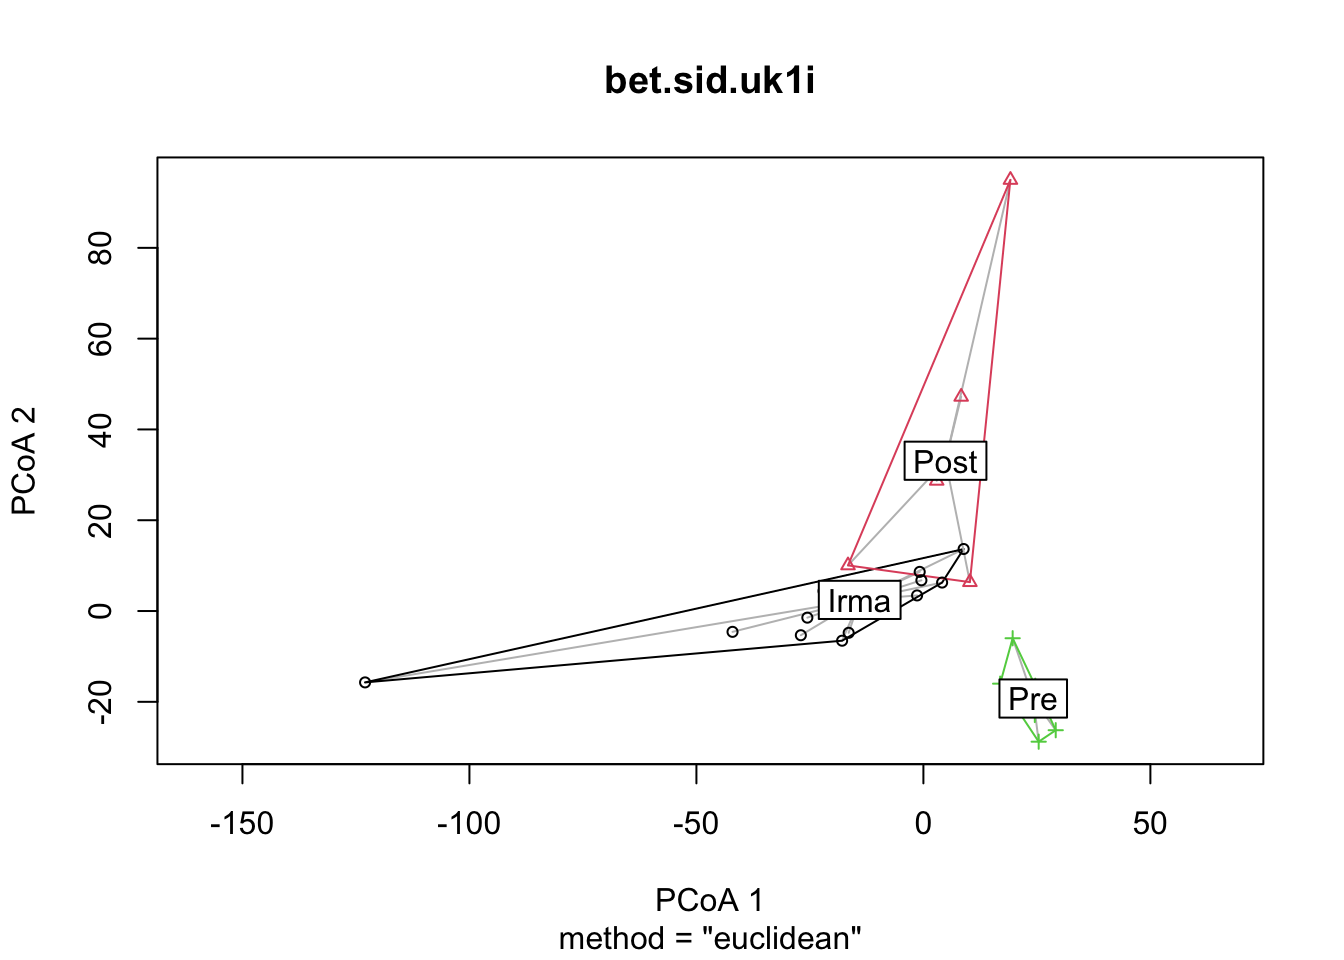 bet.sid.uk1i
PCoA 2
80
60
40
20
0
-20
Post
Irma
Pre
-150 -100 -50 0 50
PCoA 1
method = "euclidean"